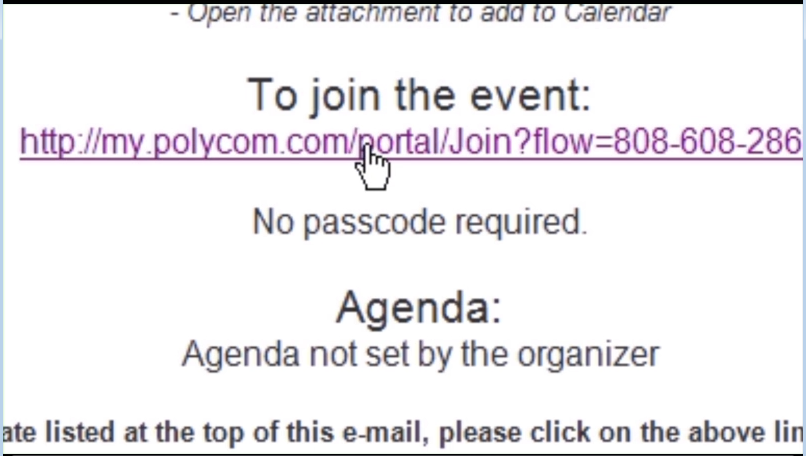 - Open the attachment to add to Calendar
To join the event:
http://my.polycom.com/portal/Join?flow=808-608-286
No passcode required.
Agenda:
Agenda not set by the organizer
ate listed at the top of this e-mail, please click on the above lin